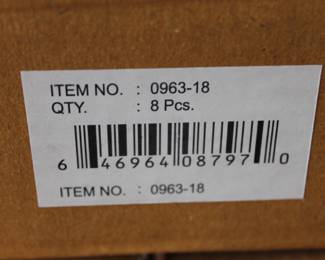 ITEM NO. : 0963-18
QTY. : 8 Pcs.
6 46964 08797 0
ITEM NO. : 0963-18